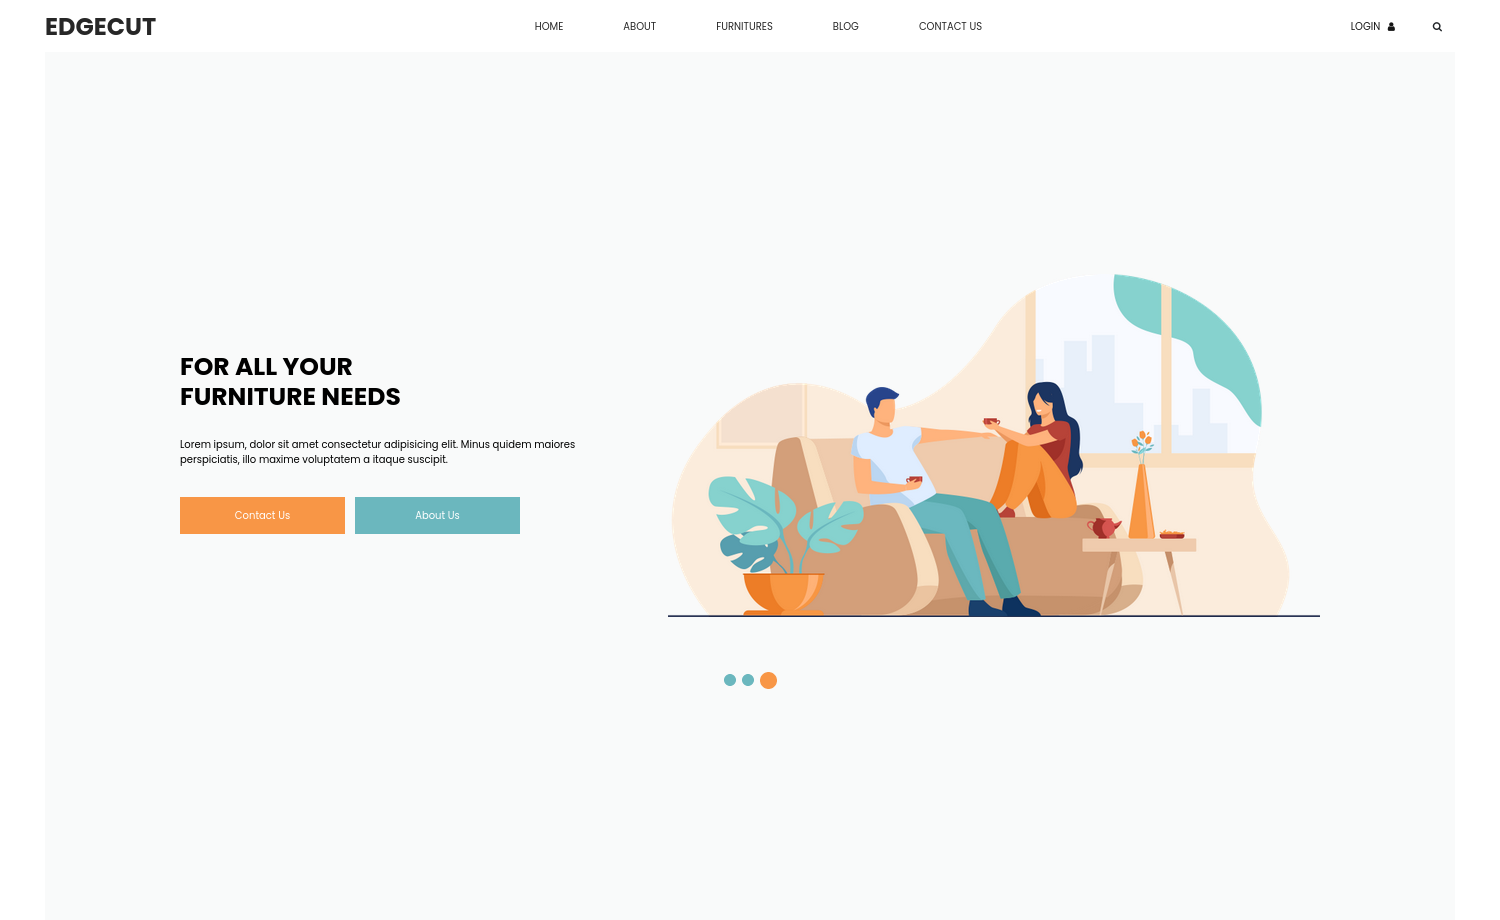 EDGECUT
HOME
ABOUT
FURNITURES
BLOG
CONTACT US
LOGIN
FOR ALL YOUR
FURNITURE NEEDS
Lorem ipsum, dolor sit amet consectetur adipisicing elit. Minus quidem maiores
perspiciatis, illo maxime voluptatem a itaque suscipit.
Contact Us
About Us